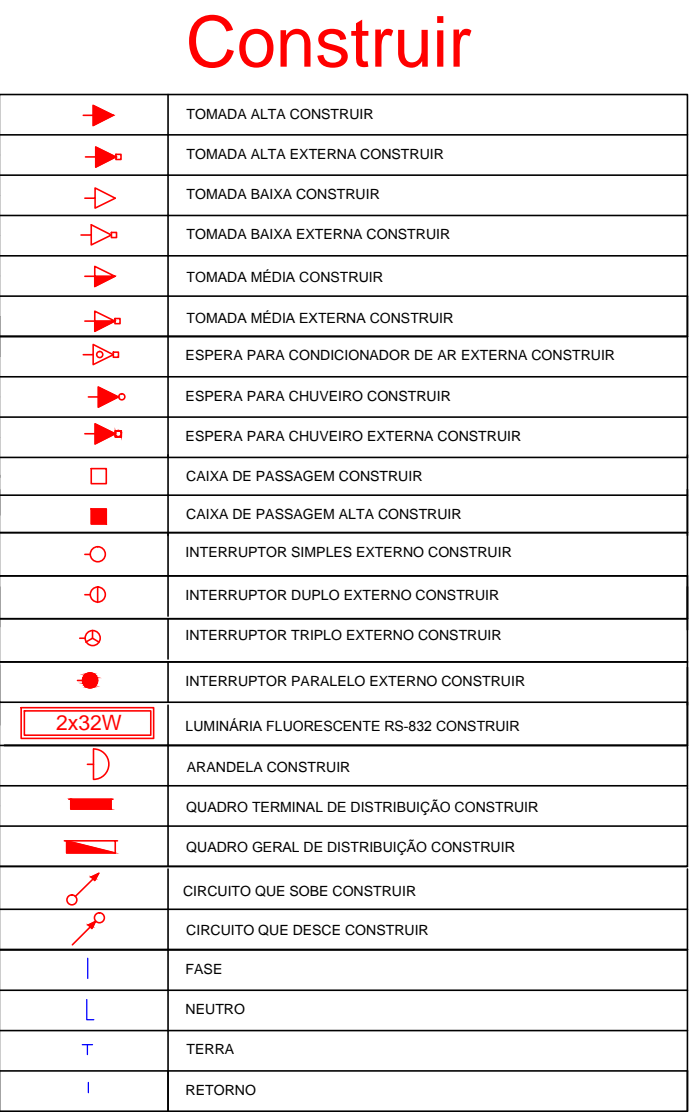 Construir
TOMADA ALTA CONSTRUIR
TOMADA ALTA EXTERNA CONSTRUIR
TOMADA BAIXA CONSTRUIR
TOMADA BAIXA EXTERNA CONSTRUIR
TOMADA MÉDIA CONSTRUIR
TOMADA MÉDIA EXTERNA CONSTRUIR
ESPERA PARA CONDICIONADOR DE AR EXTERNA CONSTRUIR
ESPERA PARA CHUVEIRO CONSTRUIR
ESPERA PARA CHUVEIRO EXTERNA CONSTRUIR
CAIXA DE PASSAGEM CONSTRUIR
CAIXA DE PASSAGEM ALTA CONSTRUIR
INTERRUPTOR SIMPLES EXTERNO CONSTRUIR
INTERRUPTOR DUPLO EXTERNO CONSTRUIR
INTERRUPTOR TRIPLO EXTERNO CONSTRUIR
INTERRUPTOR PARALELO EXTERNO CONSTRUIR
2x32W LUMINÁRIA FLUORESCENTE RS-832 CONSTRUIR
ARANDELA CONSTRUIR
QUADRO TERMINAL DE DISTRIBUIÇÃO CONSTRUIR
QUADRO GERAL DE DISTRIBUIÇÃO CONSTRUIR
CIRCUITO QUE SOBE CONSTRUIR
CIRCUITO QUE DESCE CONSTRUIR
FASE
NEUTRO
TERRA
RETORNO